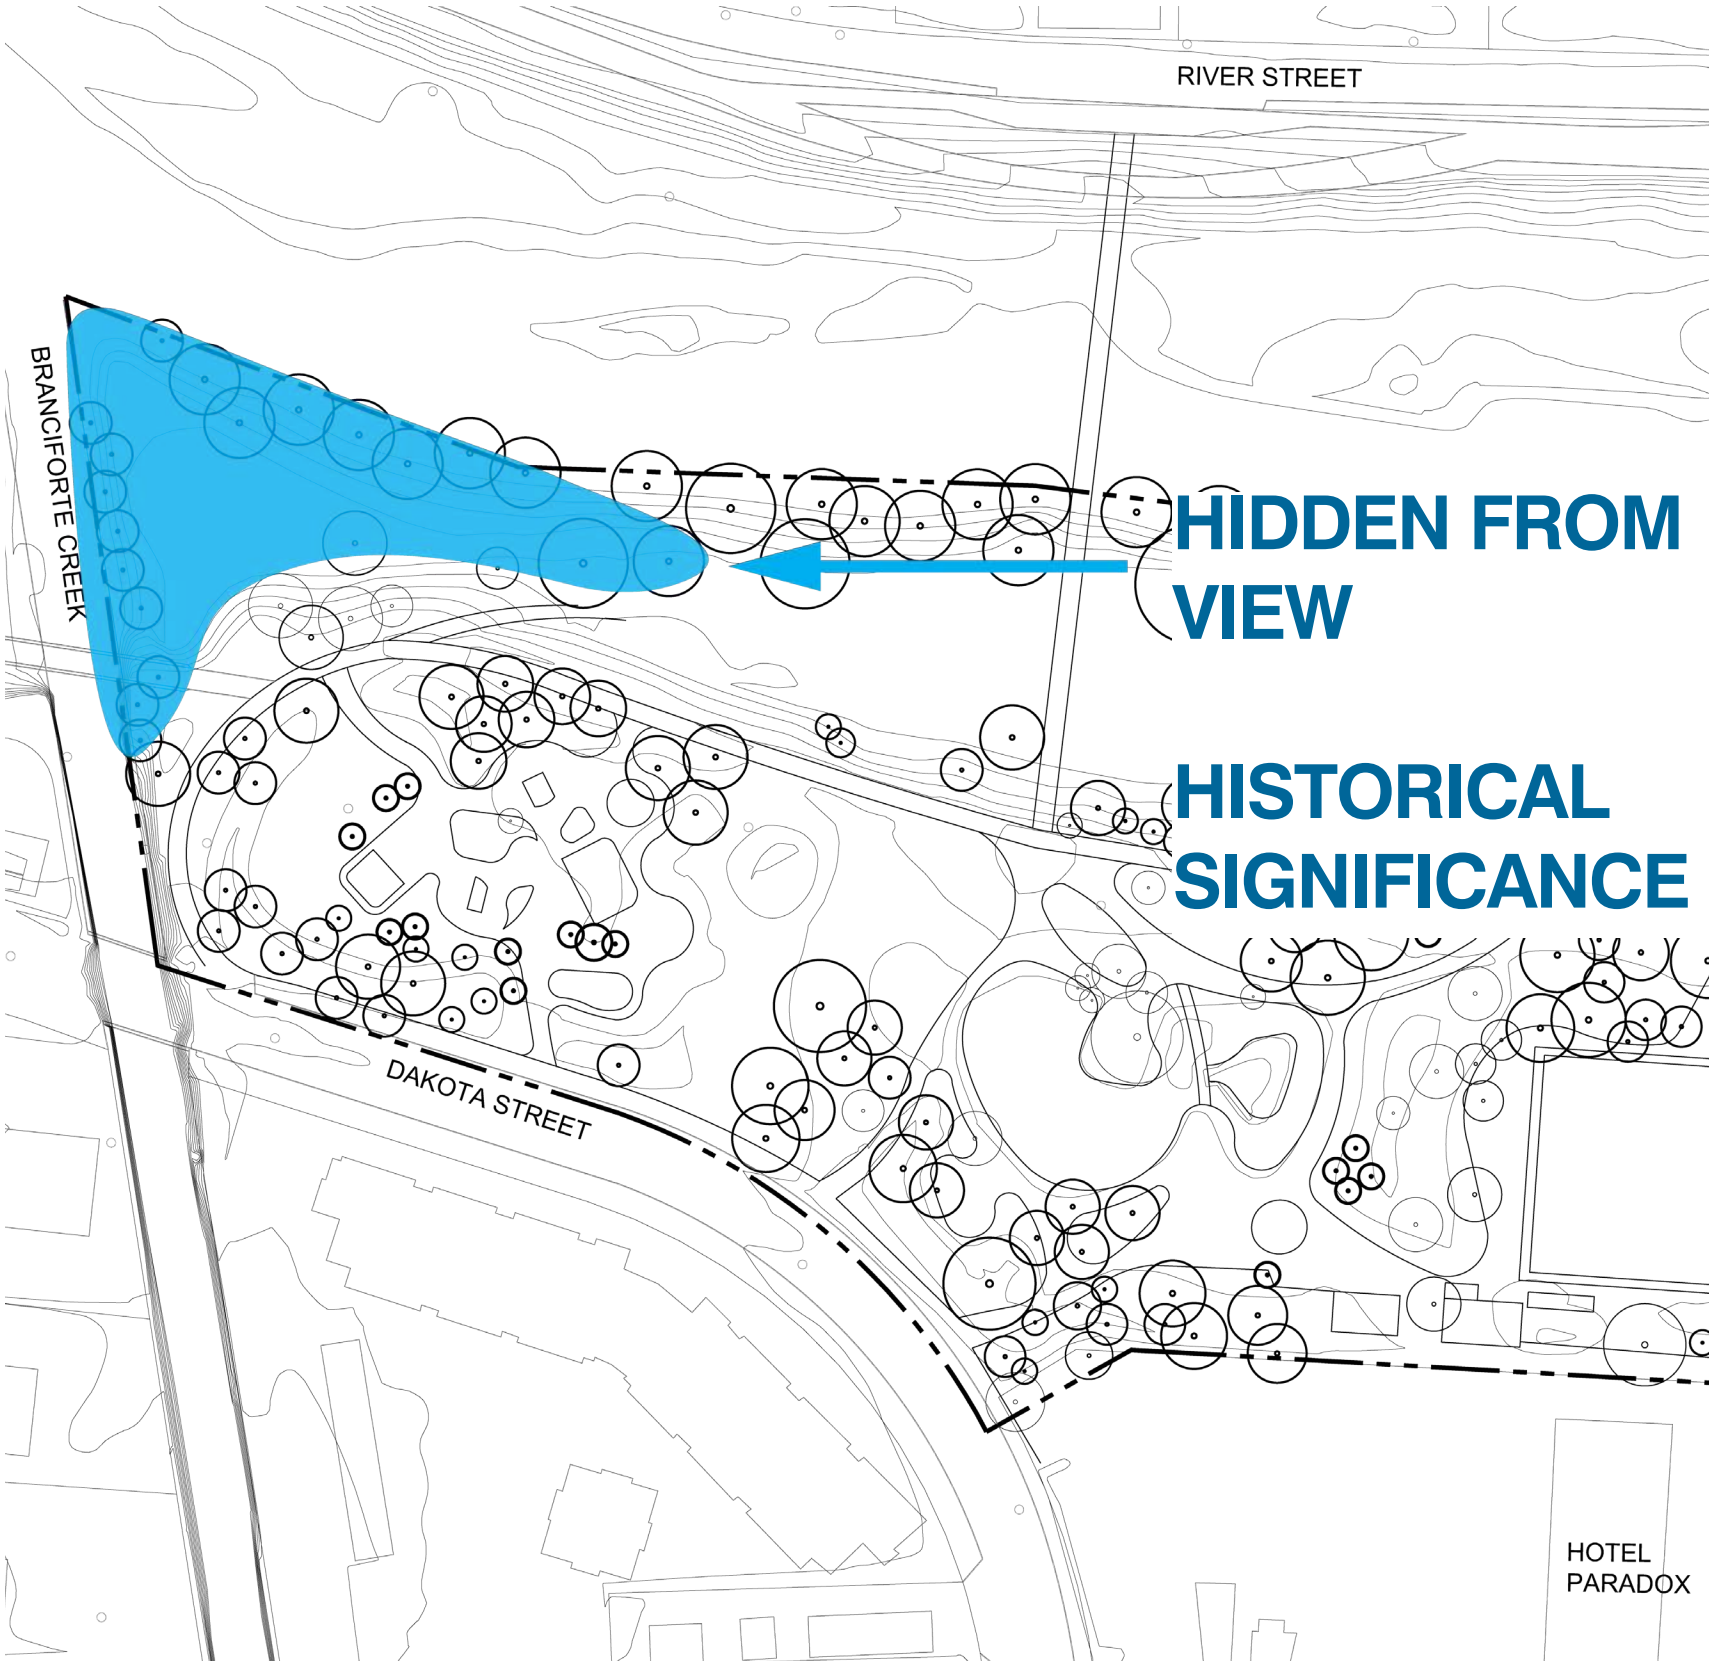 RIVER STREET
BRANCIFORTE CREEK
HIDDEN FROM
VIEW
HISTORICAL
SIGNIFICANCE
DAKOTA STREET
HOTEL
PARADOX